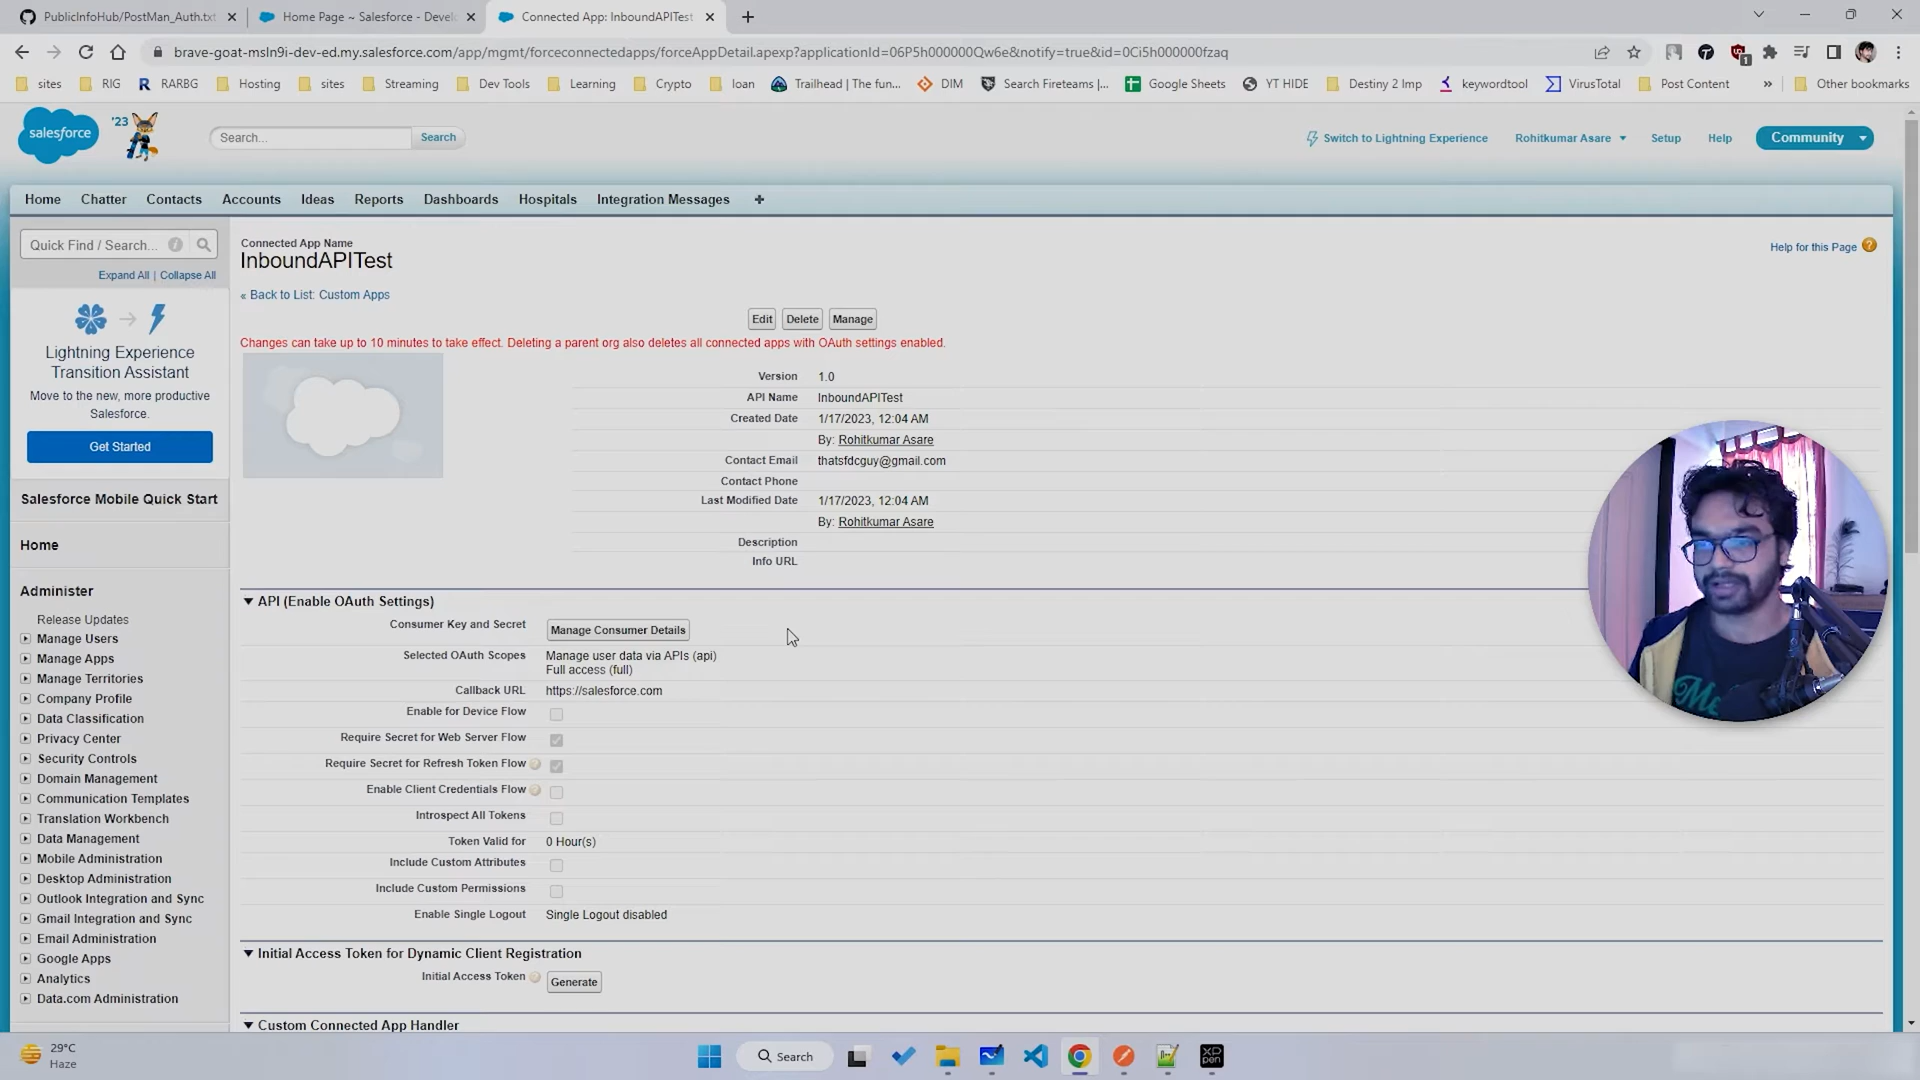 PublicInfoHub/PostMan_Auth.txt
Home Page ~ Salesforce - Devel
Connected App: InboundAPITest
brave-goat-msln9i-dev-ed.my.salesforce.com/app/mgmt/forceconnectedapps/forceAppDetail.apexp?applicationId=06P5h000000Qw6e&notify=true&id=0Ci5h000000fzaq
sites RIG RARBG Hosting sites Streaming Dev Tools Learning Crypto loan Trailhead | The fun... DIM Search Fireteams |... Google Sheets YT HIDE Destiny 2 Imp keywordtool VirusTotal Post Content » Other bookmarks
salesforce
'23
Search...
Search
Switch to Lightning Experience
Rohitkumar Asare
Setup
Help
Community
Home Chatter Contacts Accounts Ideas Reports Dashboards Hospitals Integration Messages +
Quick Find / Search...
Expand All | Collapse All
Lightning Experience
Transition Assistant
Move to the new, more productive
Salesforce.
Get Started
Salesforce Mobile Quick Start
Home
Administer
Release Updates
Manage Users
Manage Apps
Manage Territories
Company Profile
Data Classification
Privacy Center
Security Controls
Domain Management
Communication Templates
Translation Workbench
Data Management
Mobile Administration
Desktop Administration
Outlook Integration and Sync
Gmail Integration and Sync
Email Administration
Google Apps
Analytics
Data.com Administration
Connected App Name
InboundAPITest
Help for this Page
« Back to List: Custom Apps
Edit Delete Manage
Changes can take up to 10 minutes to take effect. Deleting a parent org also deletes all connected apps with OAuth settings enabled.
Version 1.0
API Name InboundAPITest
Created Date 1/17/2023, 12:04 AM
By: Rohitkumar Asare
Contact Email thatsfdcguy@gmail.com
Contact Phone
Last Modified Date 1/17/2023, 12:04 AM
By: Rohitkumar Asare
Description
Info URL
API (Enable OAuth Settings)
Consumer Key and Secret Manage Consumer Details
Selected OAuth Scopes Manage user data via APIs (api)
Full access (full)
Callback URL https://salesforce.com
Enable for Device Flow
Require Secret for Web Server Flow
Require Secret for Refresh Token Flow
Enable Client Credentials Flow
Introspect All Tokens
Token Valid for 0 Hour(s)
Include Custom Attributes
Include Custom Permissions
Enable Single Logout Single Logout disabled
Initial Access Token for Dynamic Client Registration
Initial Access Token Generate
Custom Connected App Handler
29°C
Haze
Search
XP
pen